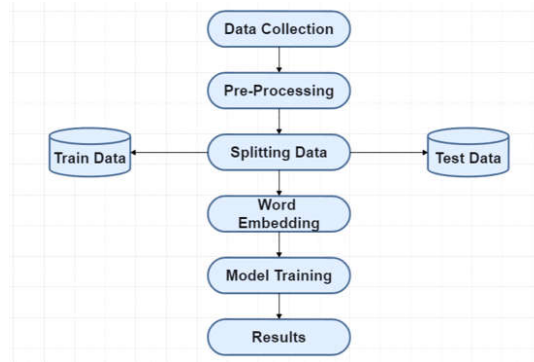 Data Collection
Pre-Processing
Train Data
Splitting Data
Test Data
Word
Embedding
Model Training
Results